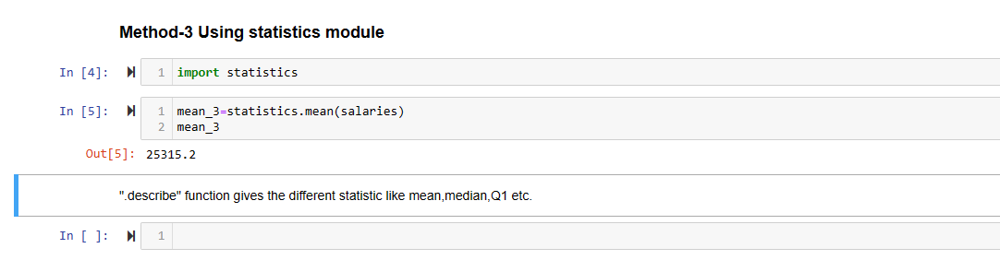 Method-3 Using statistics module
In [4]: 1 import statistics
In [5]: 1 mean_3=statistics.mean(salaries)
2 mean_3
Out[5]: 25315.2
".describe" function gives the different statistic like mean,median,Q1 etc.
In [ ]: 1